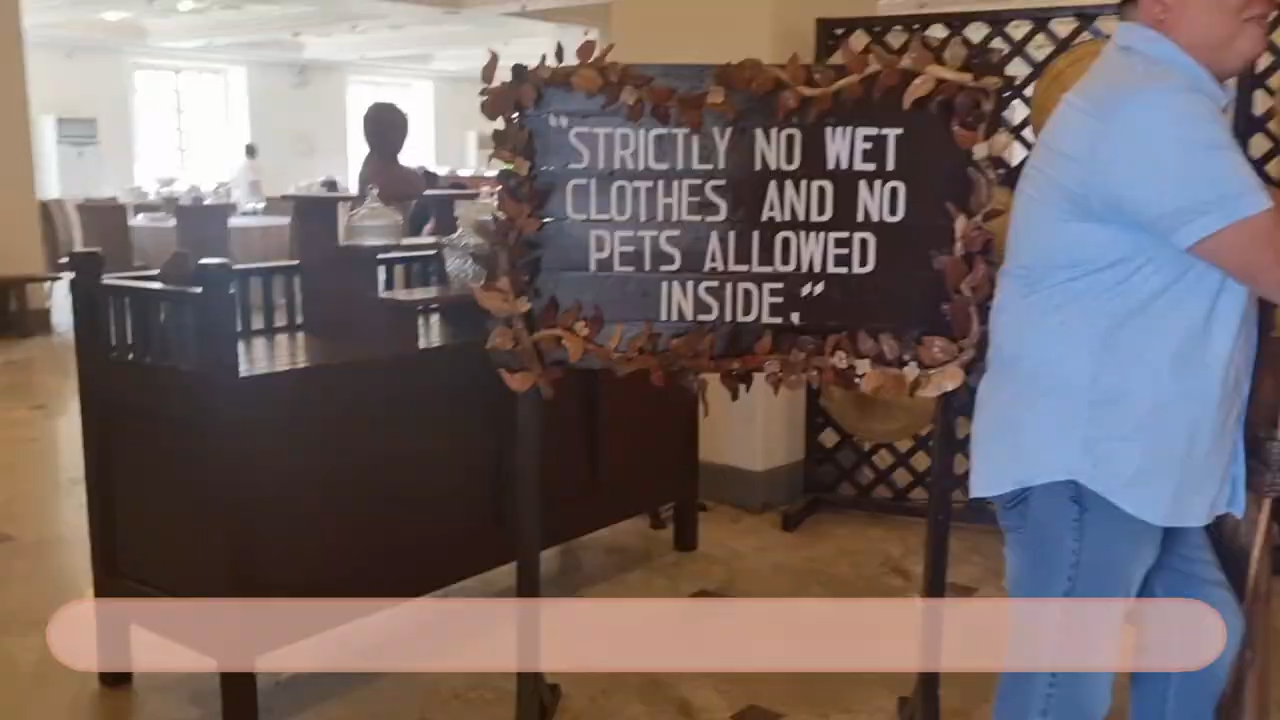 "STRICTLY NO WET
CLOTHES AND NO
PETS ALLOWED
INSIDE."